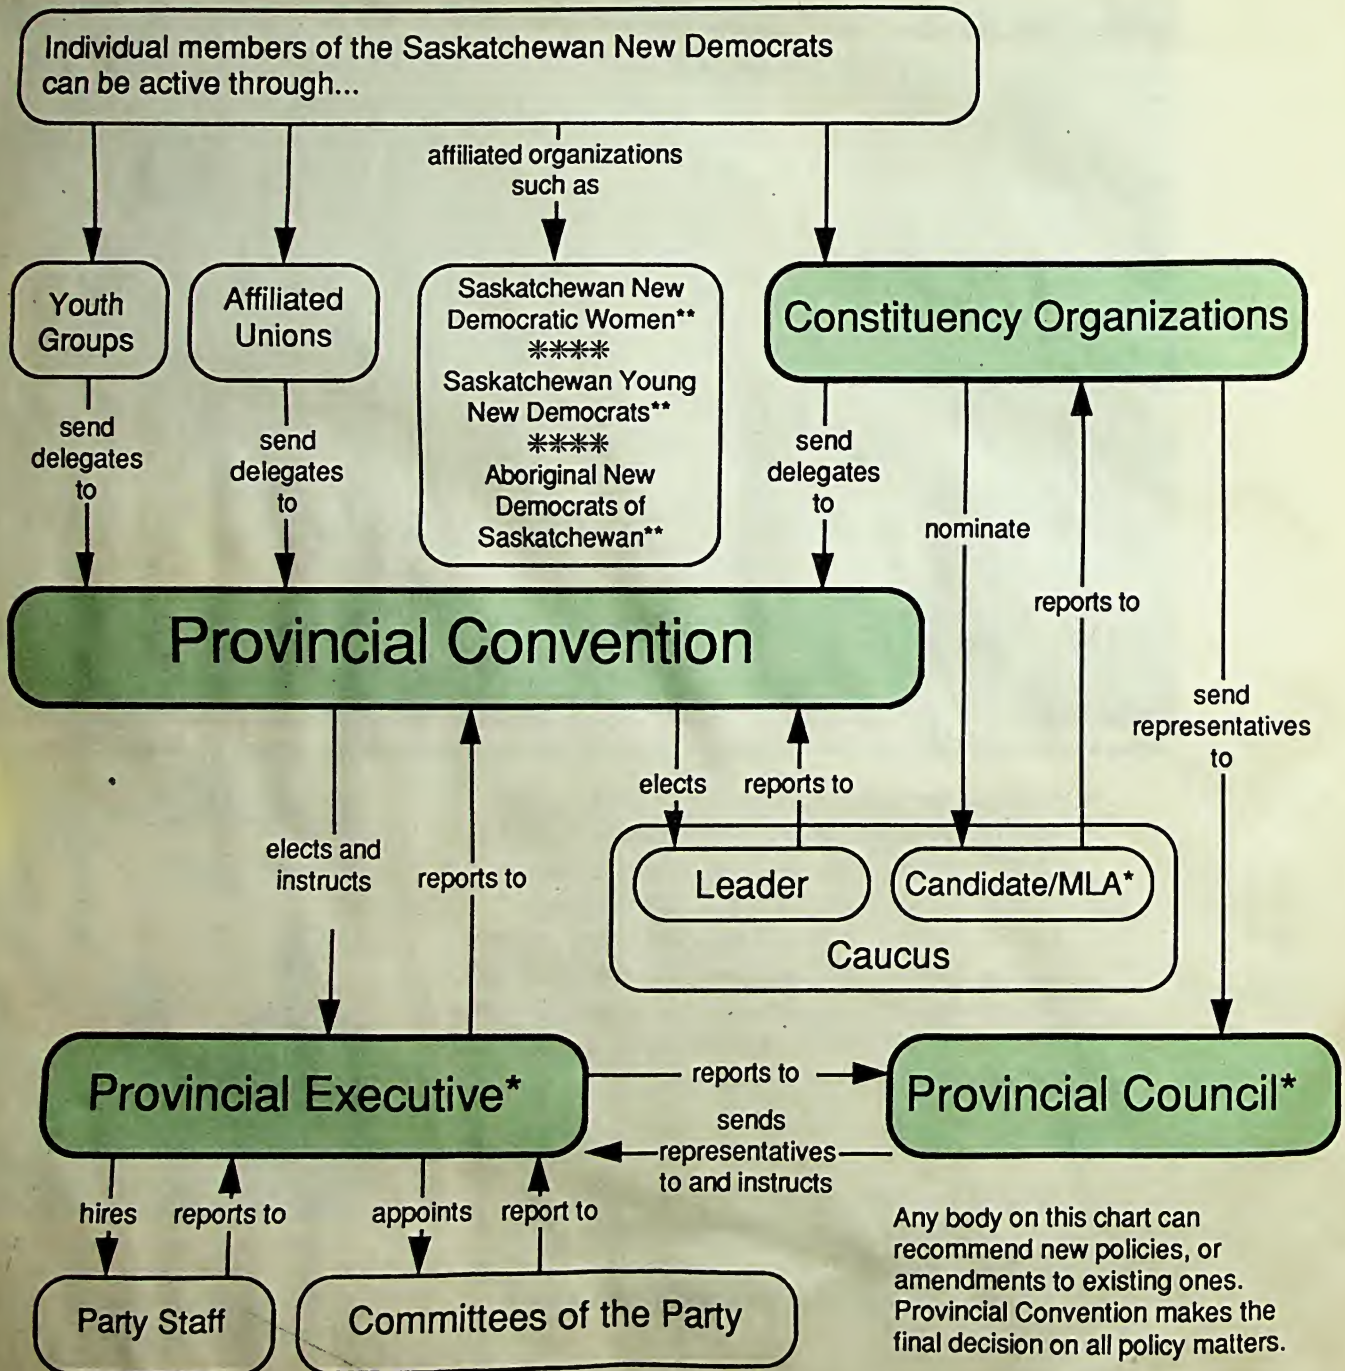 Individual members of the Saskatchewan New Democrats
can be active through...
affiliated organizations
such as
Youth
Groups
Affiliated
Unions
Saskatchewan New
Democratic Women**
****
Saskatchewan Young
New Democrats**
****
Aboriginal New
Democrats of
Saskatchewan**
Constituency Organizations
send
delegates
to
send
delegates
to
send
delegates
to
nominate
reports to
send
representatives
to
Provincial Convention
elects and
instructs
reports to
elects
reports to
Leader
Candidate/MLA*
Caucus
Provincial Executive*
reports to
sends
representatives
to and instructs
Provincial Council*
hires
reports to
appoints
report to
Party Staff
Committees of the Party
Any body on this chart can
recommend new policies, or
amendments to existing ones.
Provincial Convention makes the
final decision on all policy matters.